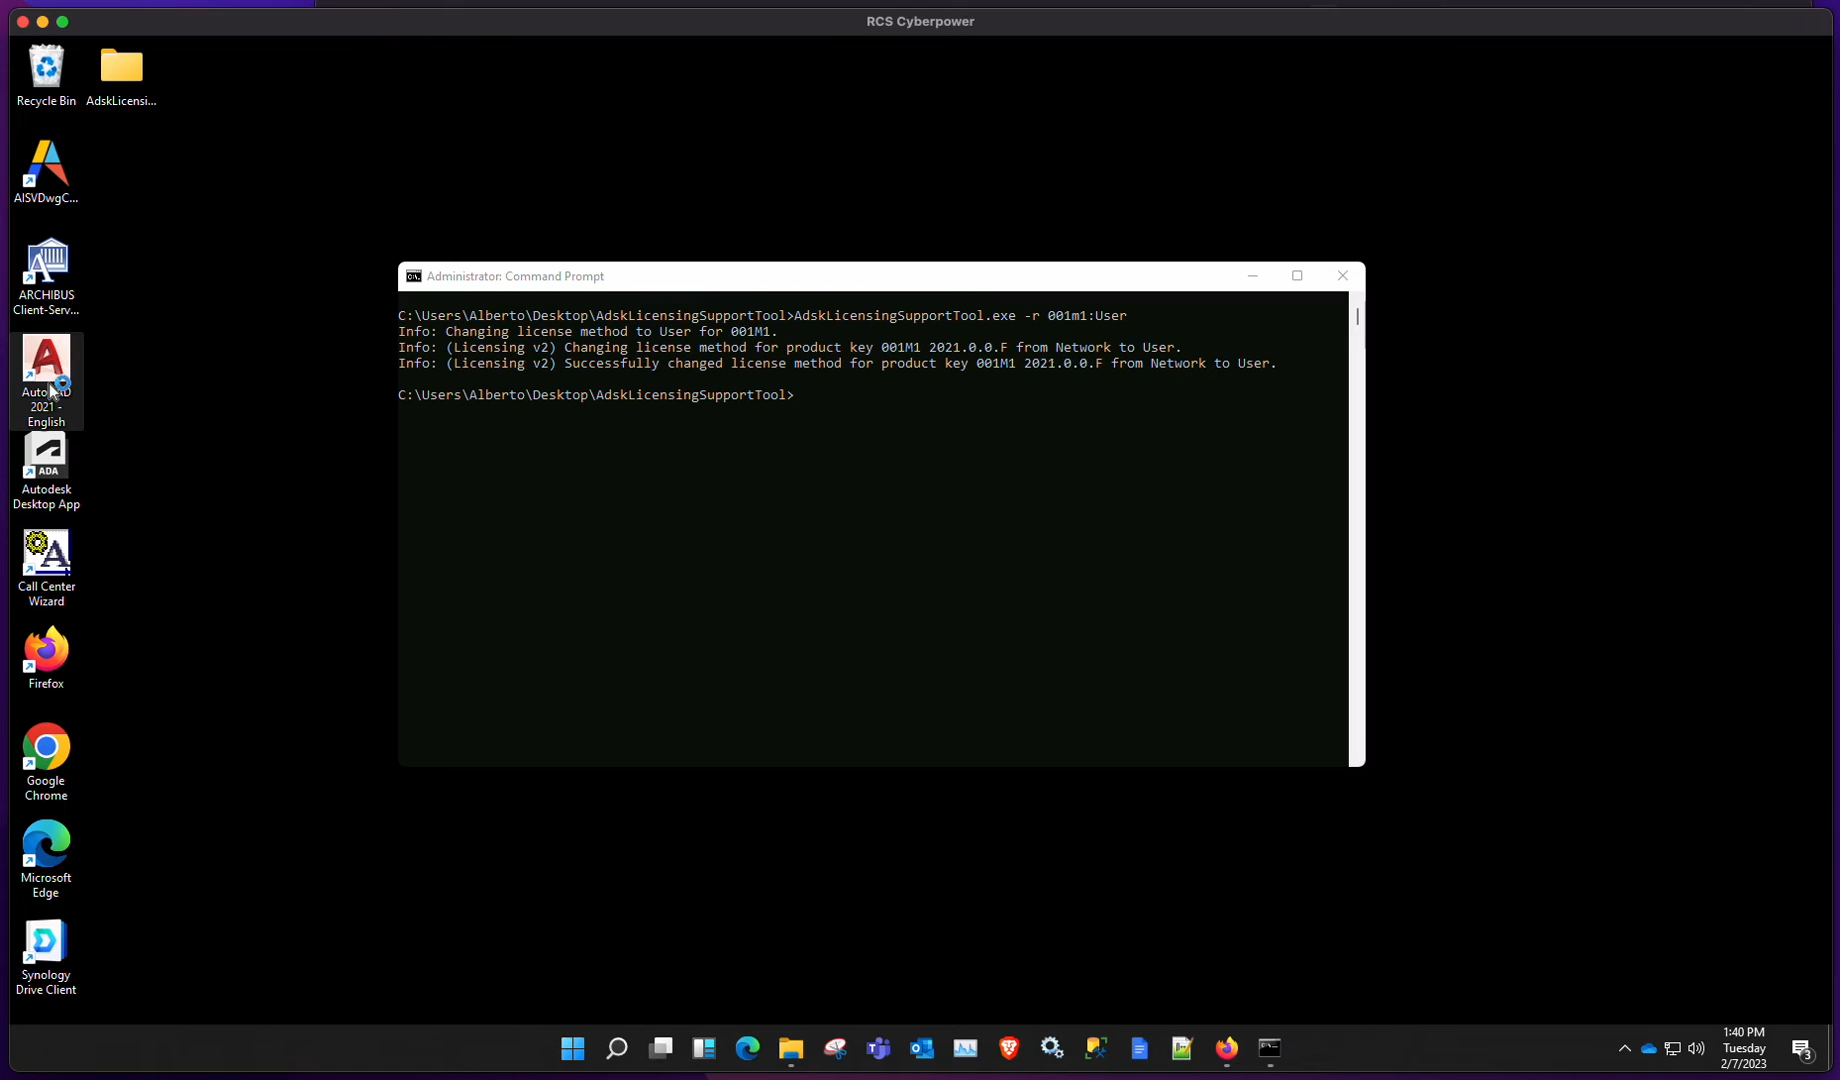 RCS Cyberpower
Recycle Bin
AdskLicensi...
AISVDwgC...
ARCHIBUS
Client-Serv...
2021 -
English
ADA
Autodesk
Desktop App
Call Center
Wizard
Firefox
Google
Chrome
Microsoft
Edge
Synology
Drive Client
Administrator: Command Prompt
C:\Users\Alberto\Desktop\AdskLicensingSupportTool>AdskLicensingSupportTool.exe -r 001m1:User
Info: Changing license method to User for 001M1.
Info: (Licensing v2) Changing license method for product key 001M1 2021.0.0.F from Network to User.
Info: (Licensing v2) Successfully changed license method for product key 001M1 2021.0.0.F from Network to User.
C:\Users\Alberto\Desktop\AdskLicensingSupportTool>
1:40 PM
Tuesday
2/7/2023
3